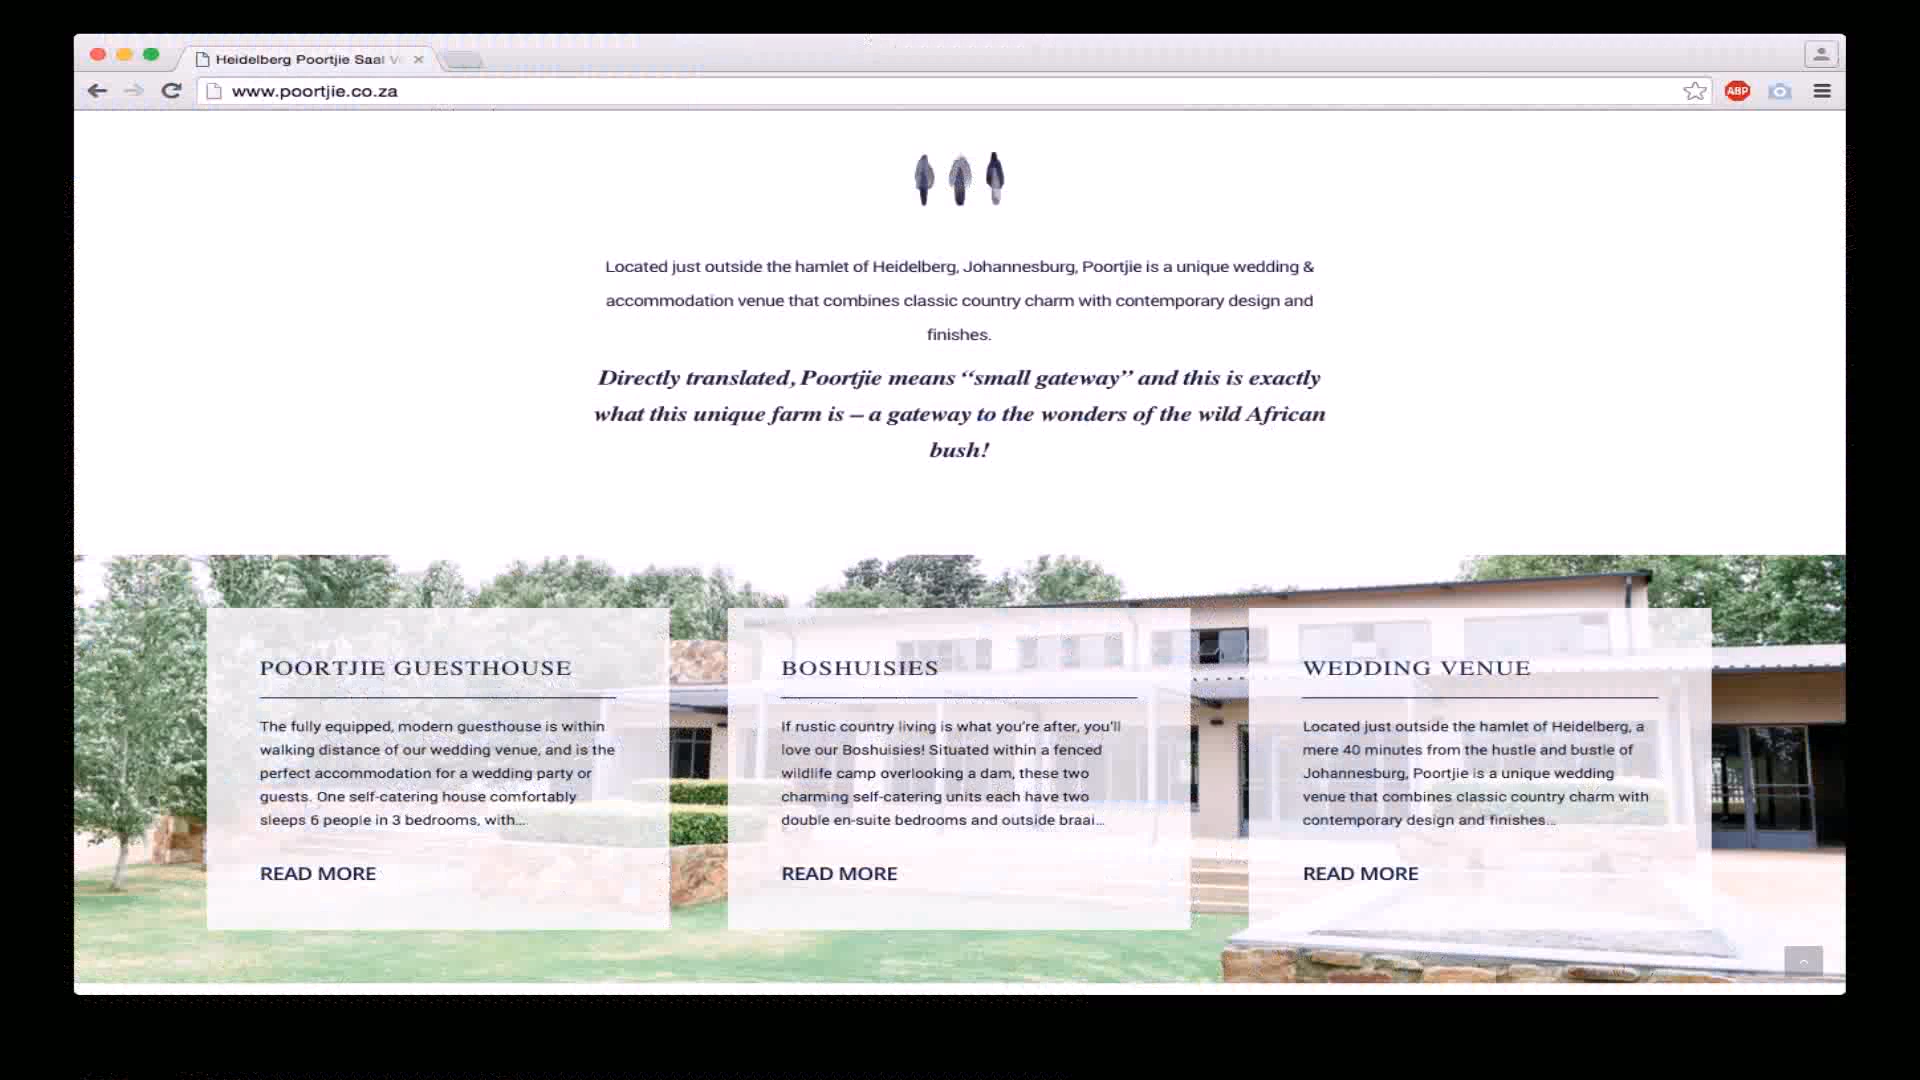 Heidelberg Poortjie Saal
www.poortjie.co.za
ABP
Located just outside the hamlet of Heidelberg, Johannesburg, Poortjie is a unique wedding &
accommodation venue that combines classic country charm with contemporary design and
finishes.
Directly translated, Poortjie means “small gateway” and this is exactly
what this unique farm is – a gateway to the wonders of the wild African
bush!
POORTJIE GUESTHOUSE
The fully equipped, modern guesthouse is within
walking distance of our wedding venue, and is the
perfect accommodation for a wedding party or
guests. One self-catering house comfortably
sleeps 6 people in 3 bedrooms, with...
READ MORE
BOSHUISIES
If rustic country living is what you’re after, you’ll
love our Boshuisies! Situated within a fenced
wildlife camp overlooking a dam, these two
charming self-catering units each have two
double en-suite bedrooms and outside braai...
READ MORE
WEDDING VENUE
Located just outside the hamlet of Heidelberg, a
mere 40 minutes from the hustle and bustle of
Johannesburg, Poortjie is a unique wedding
venue that combines classic country charm with
contemporary design and finishes...
READ MORE